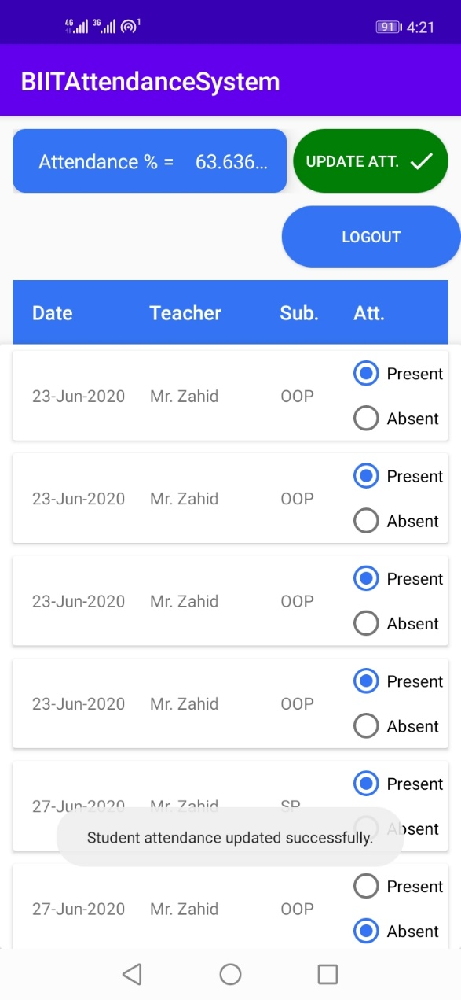 4G 3G 1 91 4:21
BIITAttendanceSystem
Attendance % = 63.636... UPDATE ATT.
LOGOUT
Date Teacher Sub. Att.
23-Jun-2020 Mr. Zahid OOP Present
Absent
23-Jun-2020 Mr. Zahid OOP Present
Absent
23-Jun-2020 Mr. Zahid OOP Present
Absent
23-Jun-2020 Mr. Zahid OOP Present
Absent
27-Jun-2020 Mr. Zahid SP Present
Absent
Student attendance updated successfully.
27-Jun-2020 Mr. Zahid OOP Present
Absent